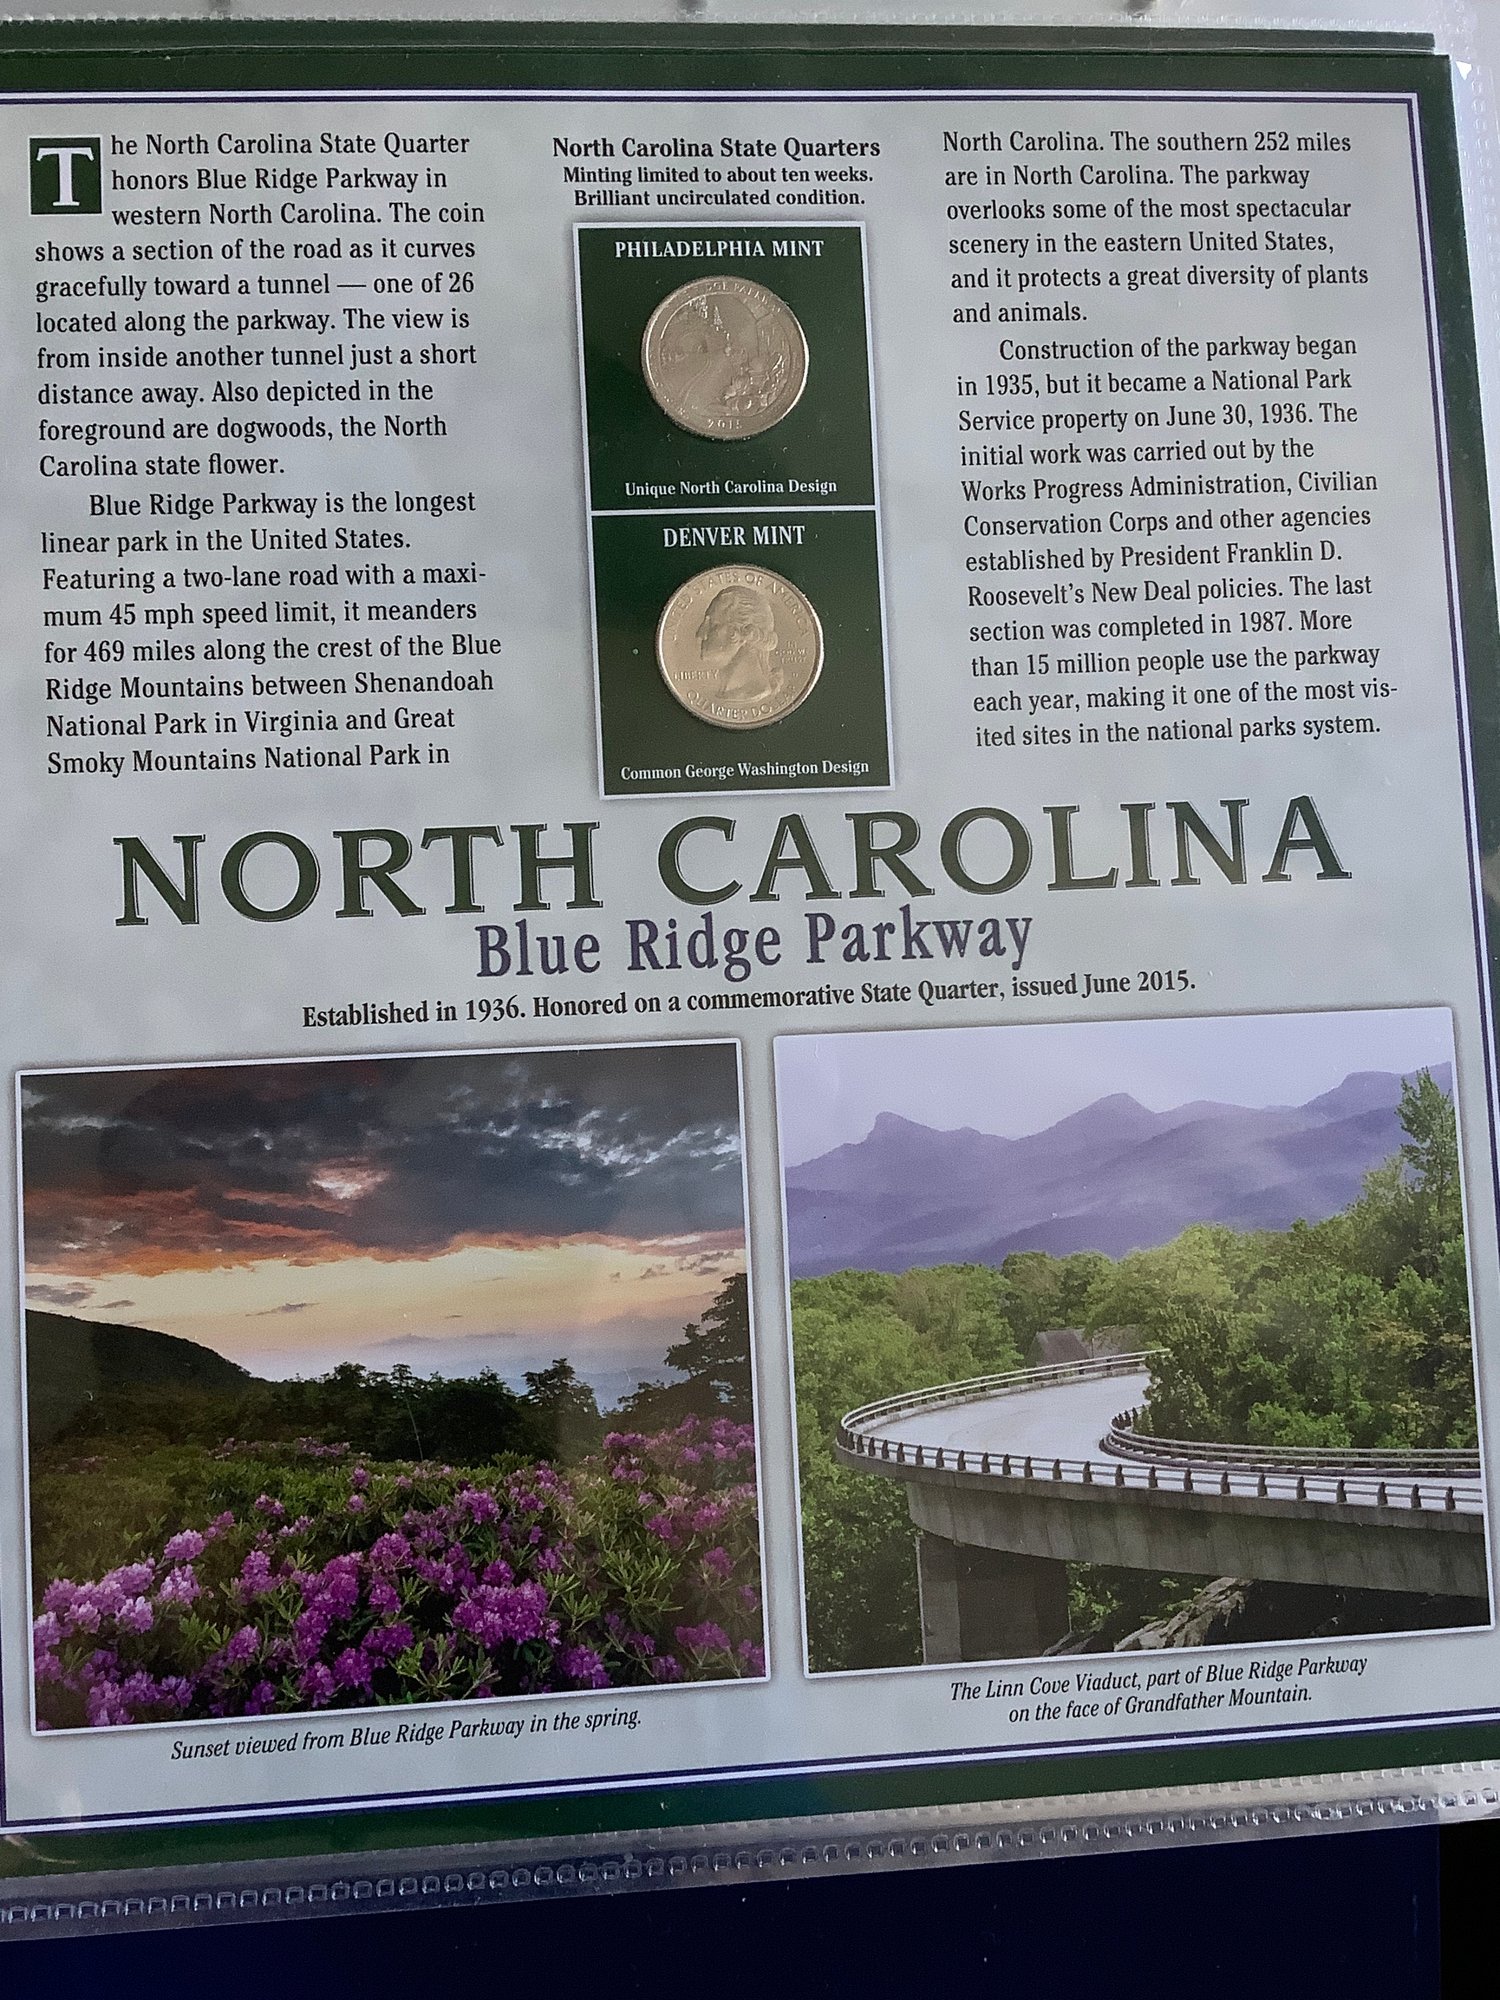 The North Carolina State Quarter
honors Blue Ridge Parkway in
western North Carolina. The coin
shows a section of the road as it curves
gracefully toward a tunnel — one of 26
located along the parkway. The view is
from inside another tunnel just a short
distance away. Also depicted in the
foreground are dogwoods, the North
Carolina state flower.
Blue Ridge Parkway is the longest
linear park in the United States.
Featuring a two-lane road with a maxi-
mum 45 mph speed limit, it meanders
for 469 miles along the crest of the Blue
Ridge Mountains between Shenandoah
National Park in Virginia and Great
Smoky Mountains National Park in
North Carolina State Quarters
Minting limited to about ten weeks.
Brilliant uncirculated condition.
PHILADELPHIA MINT
2015
Unique North Carolina Design
DENVER MINT
UNITED STATES OF AMERICA
LIBERTY
IN
GOD WE
TRUST
QUARTER DOLLAR
Common George Washington Design
North Carolina. The southern 252 miles
are in North Carolina. The parkway
overlooks some of the most spectacular
scenery in the eastern United States,
and it protects a great diversity of plants
and animals.
Construction of the parkway began
in 1935, but it became a National Park
Service property on June 30, 1936. The
initial work was carried out by the
Works Progress Administration, Civilian
Conservation Corps and other agencies
established by President Franklin D.
Roosevelt's New Deal policies. The last
section was completed in 1987. More
than 15 million people use the parkway
each year, making it one of the most vis-
ited sites in the national parks system.
NORTH CAROLINA
Blue Ridge Parkway
Established in 1936. Honored on a commemorative State Quarter, issued June 2015.
Sunset viewed from Blue Ridge Parkway in the spring.
The Linn Cove Viaduct, part of Blue Ridge Parkway
on the face of Grandfather Mountain.